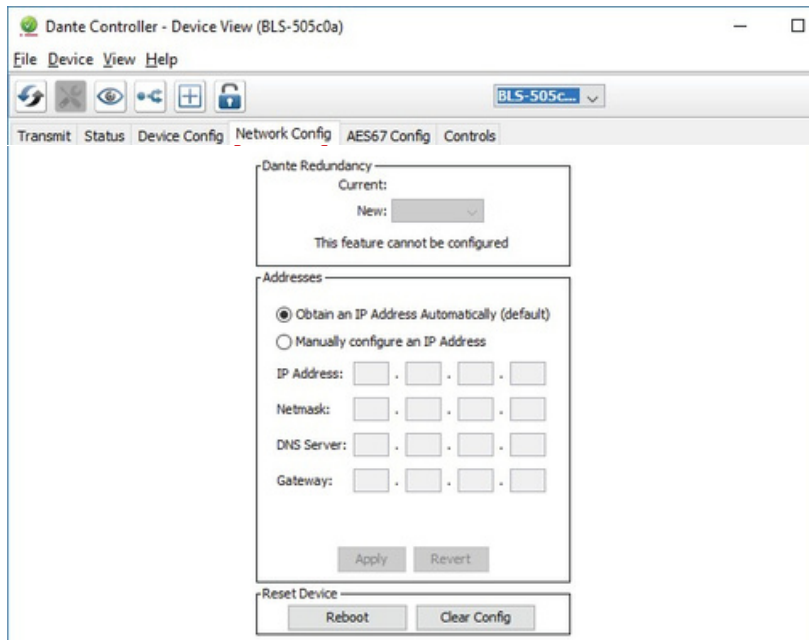 Dante Controller - Device View (BLS-505c0a)
File Device View Help
BLS-505c...
Transmit Status Device Config Network Config AES67 Config Controls
Dante Redundancy
Current:
New:
This feature cannot be configured
Addresses
Obtain an IP Address Automatically (default)
Manually configure an IP Address
IP Address: . . .
Netmask: . . .
DNS Server: . . .
Gateway: . . .
Apply Revert
Reset Device
Reboot Clear Config